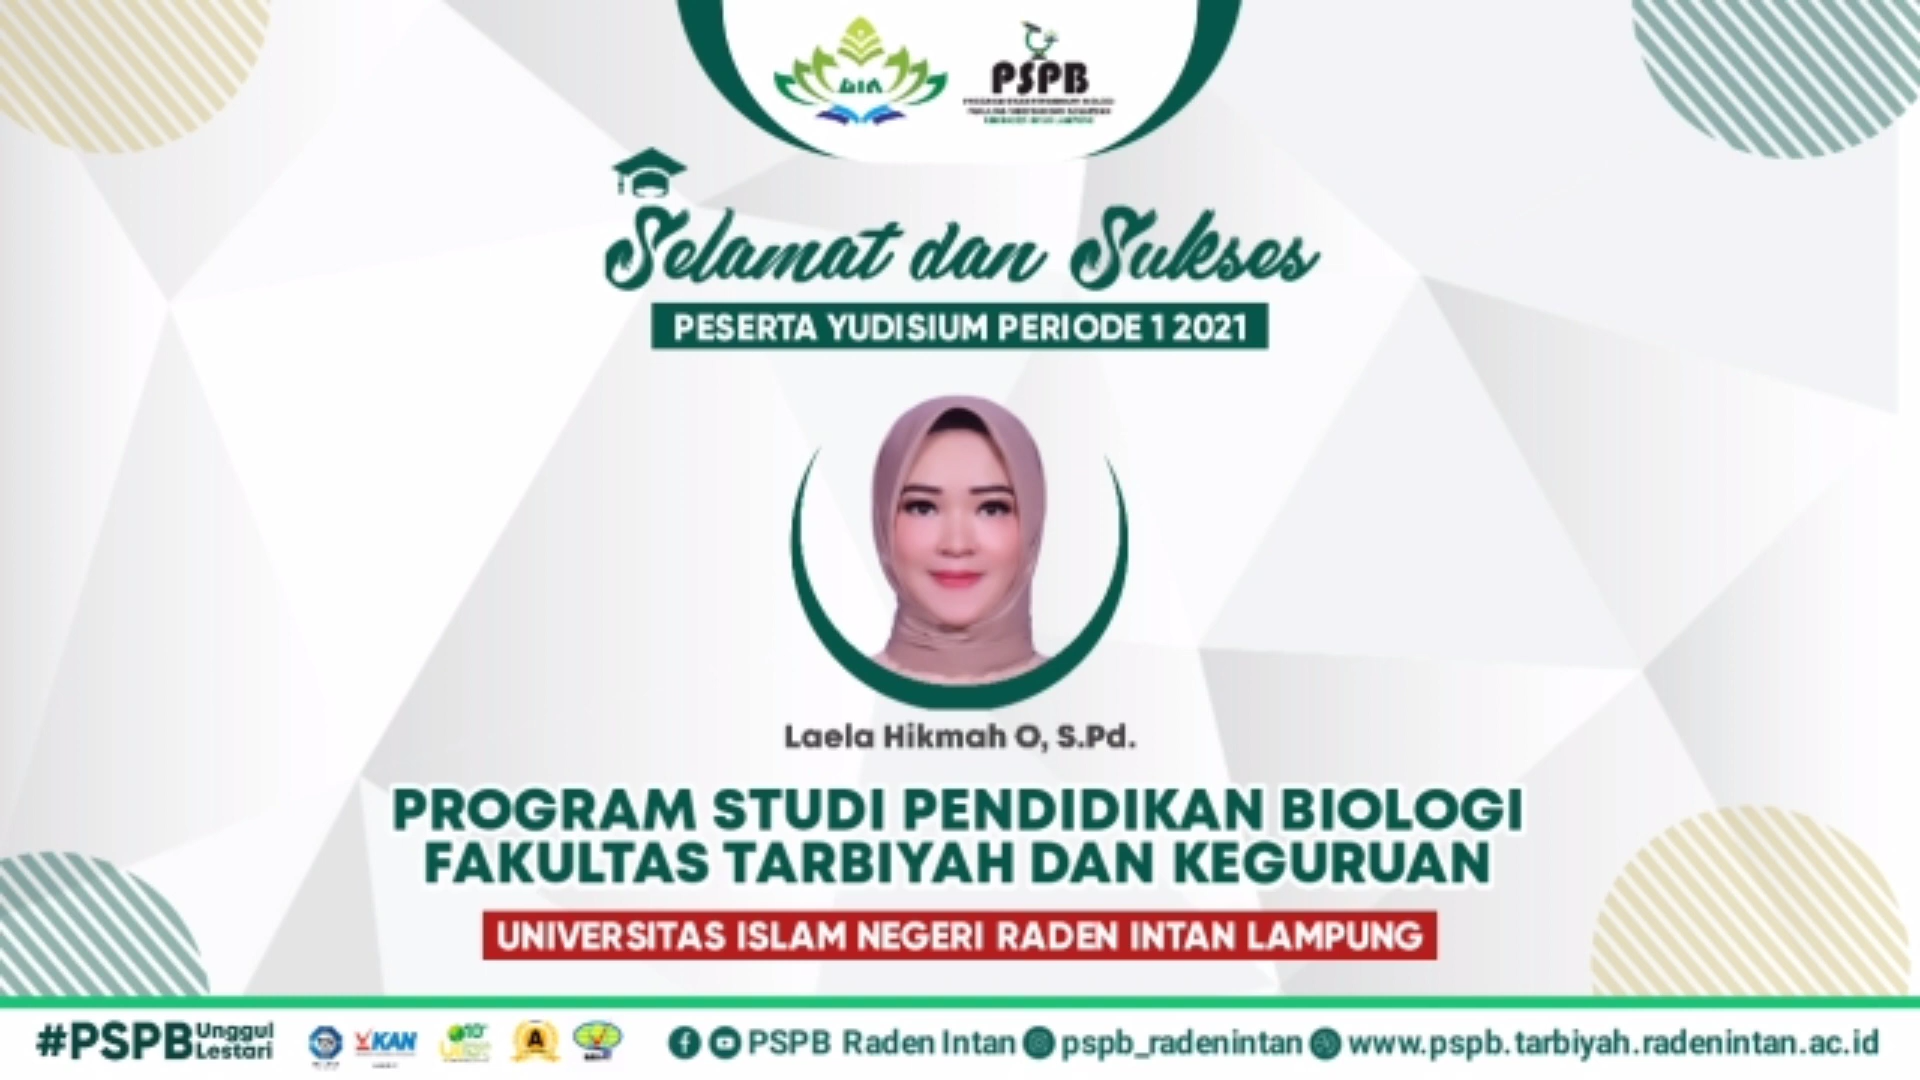 UIN
PSPB
Selamat dan Sukses
PESERTA YUDISIUM PERIODE 1 2021
Laela Hikmah O, S.Pd.
PROGRAM STUDI PENDIDIKAN BIOLOGI
FAKULTAS TARBIYAH DAN KEGURUAN
UNIVERSITAS ISLAM NEGERI RADEN INTAN LAMPUNG
#PSPB Unggul Lestari KAN A PSPB Raden Intan pspb_radenintan www.pspb.tarbiyah.radenintan.ac.id